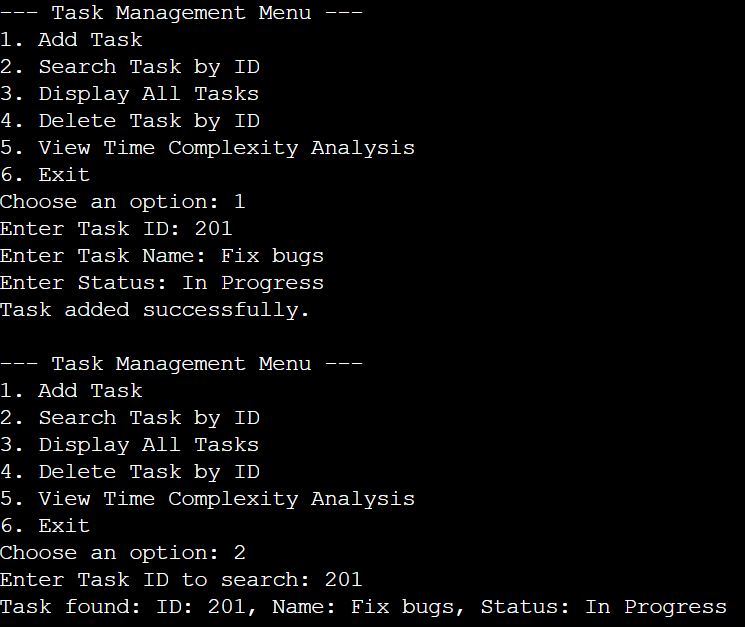 --- Task Management Menu ---
1. Add Task
2. Search Task by ID
3. Display All Tasks
4. Delete Task by ID
5. View Time Complexity Analysis
6. Exit
Choose an option: 1
Enter Task ID: 201
Enter Task Name: Fix bugs
Enter Status: In Progress
Task added successfully.

--- Task Management Menu ---
1. Add Task
2. Search Task by ID
3. Display All Tasks
4. Delete Task by ID
5. View Time Complexity Analysis
6. Exit
Choose an option: 2
Enter Task ID to search: 201
Task found: ID: 201, Name: Fix bugs, Status: In Progress